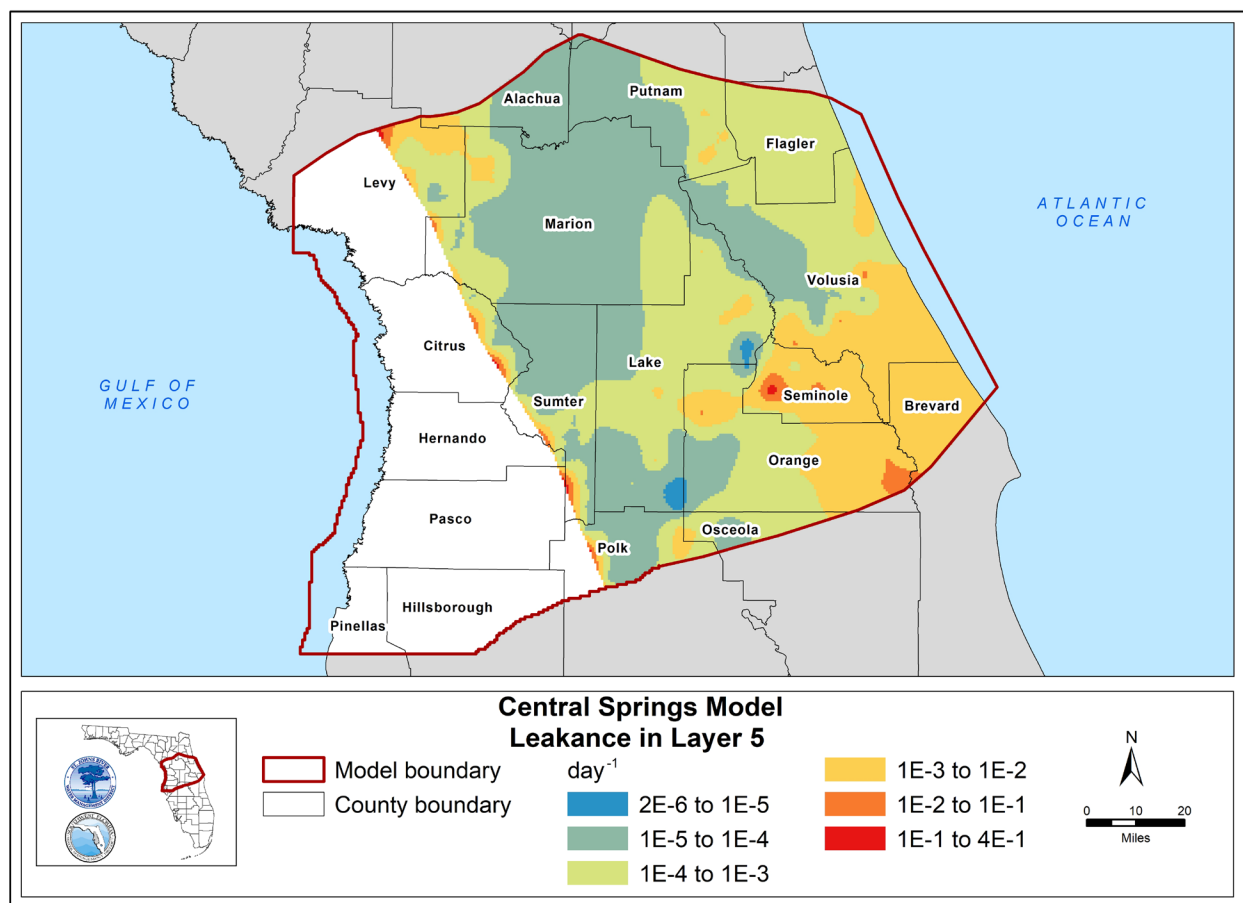 Alachua
Putnam
Flagler
Levy
ATLANTIC
OCEAN
Marion
Volusia
Citrus
Lake
GULF OF
MEXICO
Sumter
Seminole
Brevard
Hernando
Orange
Pasco
Osceola
Polk
Hillsborough
Pinellas
Central Springs Model
Leakance in Layer 5
Model boundary
County boundary
day-1
2E-6 to 1E-5
1E-5 to 1E-4
1E-4 to 1E-3
1E-3 to 1E-2
1E-2 to 1E-1
1E-1 to 4E-1
N
0 10 20
Miles